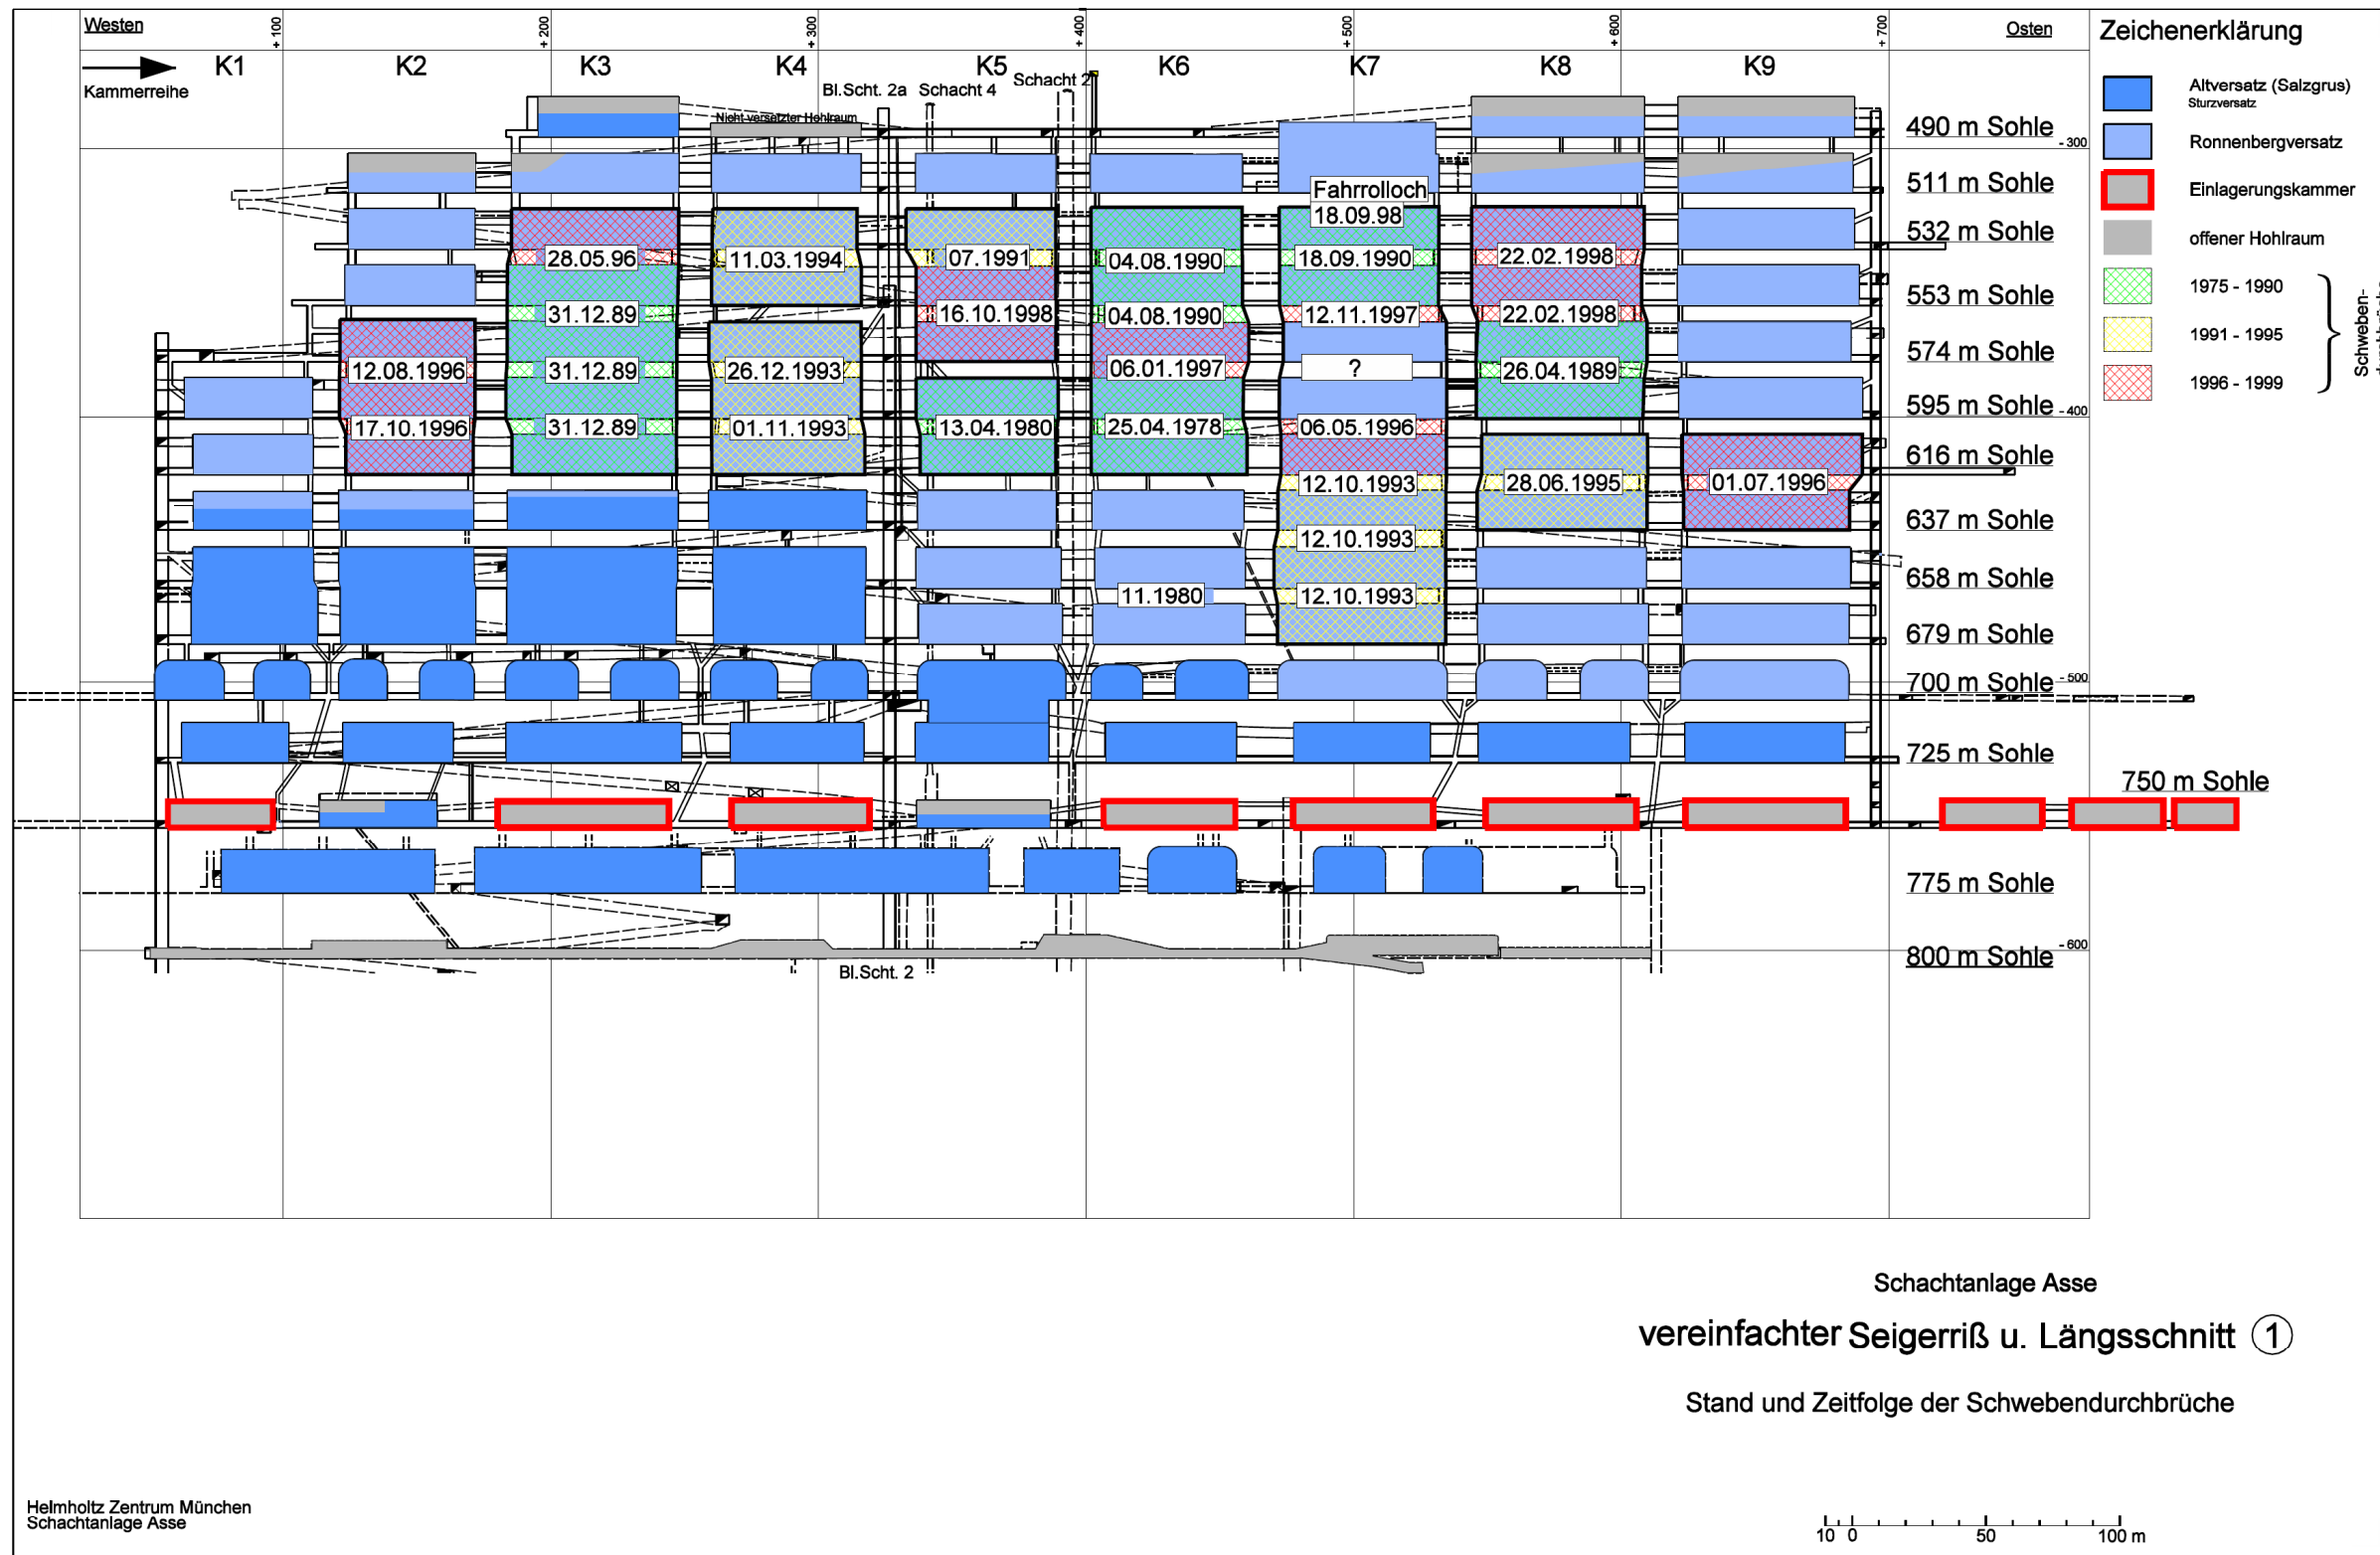 Westen
+ 100
+ 200
+ 300
+ 400
+ 500
+ 600
+ 700
Osten
Zeichenerklärung
Kammerreihe
K1
K2
K3
K4
K5
K6
K7
K8
K9
Bl.Scht. 2a
Schacht 4
Schacht 2
Nicht versetzter Hohlraum
Altversatz (Salzgrus)
Sturzversatz
Ronnenbergversatz
Einlagerungskammer
offener Hohlraum
1975 - 1990
1991 - 1995
1996 - 1999
Schweben-
490 m Sohle
- 300
511 m Sohle
532 m Sohle
553 m Sohle
574 m Sohle
595 m Sohle
- 400
616 m Sohle
637 m Sohle
658 m Sohle
679 m Sohle
700 m Sohle
- 500
725 m Sohle
750 m Sohle
775 m Sohle
800 m Sohle
- 600
Fahrrolloch
18.09.98
28.05.96
11.03.1994
07.1991
04.08.1990
18.09.1990
22.02.1998
31.12.89
16.10.1998
04.08.1990
12.11.1997
22.02.1998
12.08.1996
31.12.89
26.12.1993
06.01.1997
?
26.04.1989
17.10.1996
31.12.89
01.11.1993
13.04.1980
25.04.1978
06.05.1996
12.10.1993
28.06.1995
01.07.1996
12.10.1993
11.1980
12.10.1993
Bl.Scht. 2
Schachtanlage Asse
vereinfachter Seigerriß u. Längsschnitt 1
Stand und Zeitfolge der Schwebendurchbrüche
Helmholtz Zentrum München
Schachtanlage Asse
10 0 50 100 m